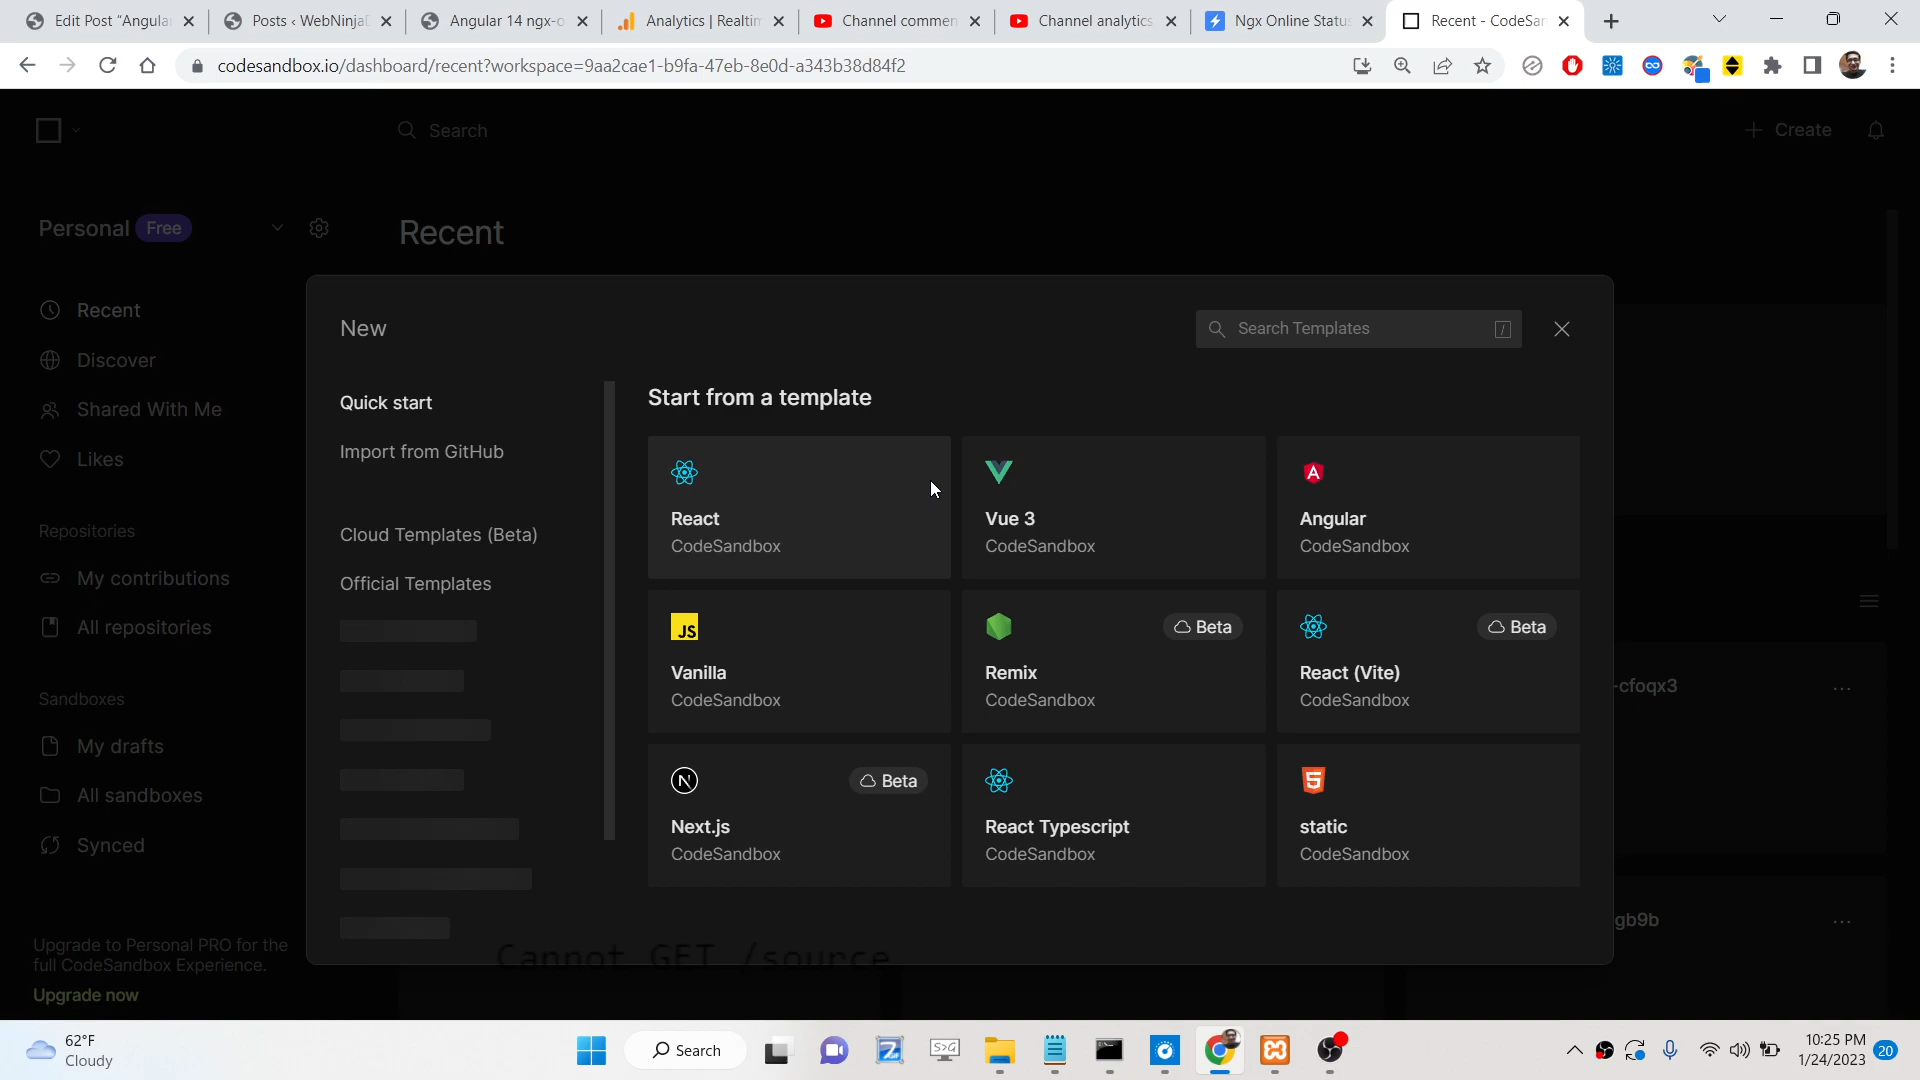 Edit Post “Angula
Posts ‹ WebNinjaD
Angular 14 ngx-o
Analytics | Realtim
Channel commen
Channel analytics
Ngx Online Status
Recent - CodeSan
codesandbox.io/dashboard/recent?workspace=9aa2cae1-b9fa-47eb-8e0d-a343b38d84f2
Search
Create
Personal Free
Recent
Recent
Discover
Shared With Me
Likes
Repositories
My contributions
All repositories
Sandboxes
My drafts
All sandboxes
Synced
Upgrade to Personal PRO for the
full CodeSandbox Experience.
Upgrade now
New
Search Templates
/
Quick start
Import from GitHub
Cloud Templates (Beta)
Official Templates
Start from a template
React
CodeSandbox
Vue 3
CodeSandbox
Angular
CodeSandbox
JS
Vanilla
CodeSandbox
Beta
Remix
CodeSandbox
Beta
React (Vite)
CodeSandbox
Beta
Next.js
CodeSandbox
React Typescript
CodeSandbox
static
CodeSandbox
-cfoqx3
gb9b
Cannot GET /source
62°F
Cloudy
Search
10:25 PM
1/24/2023
20